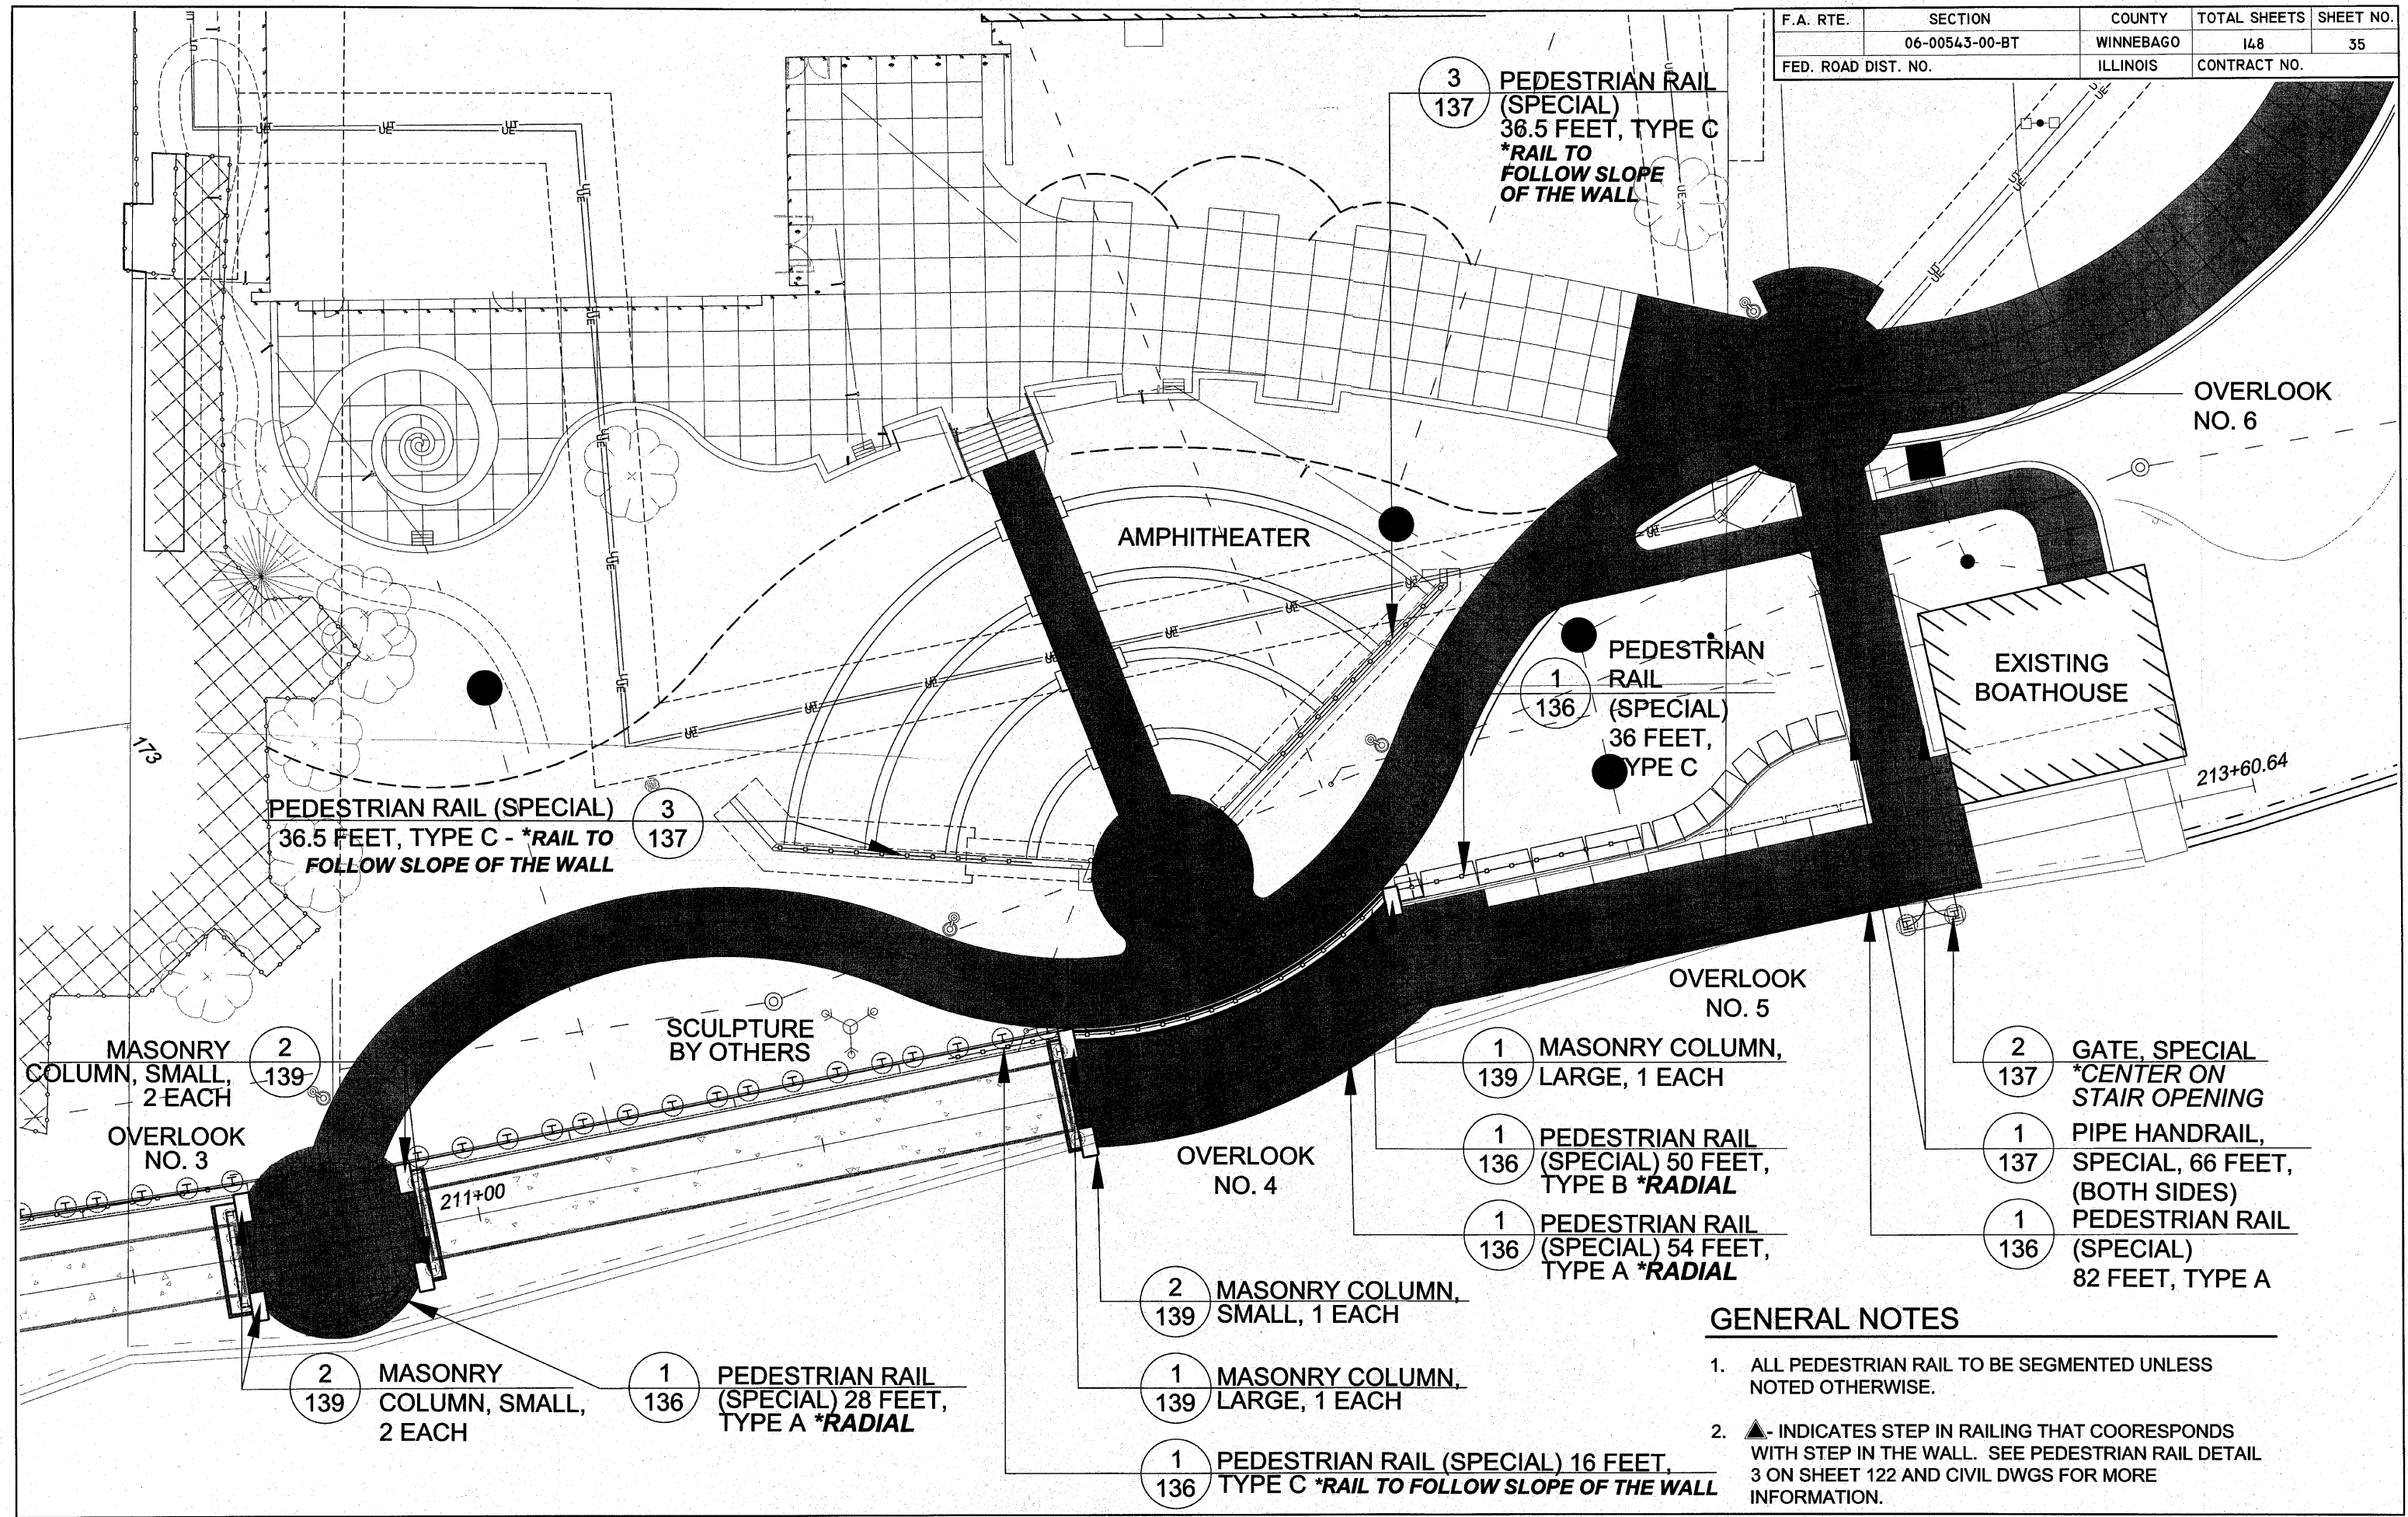 F.A. RTE. SECTION COUNTY TOTAL SHEETS SHEET NO.
06-00543-00-BT WINNEBAGO 148 35
FED. ROAD DIST. NO. ILLINOIS CONTRACT NO.
3
137
PEDESTRIAN RAIL
(SPECIAL)
36.5 FEET, TYPE C
*RAIL TO
FOLLOW SLOPE
OF THE WALL
OVERLOOK
NO. 6
AMPHITHEATER
1
136
PEDESTRIAN
RAIL
(SPECIAL)
36 FEET,
TYPE C
EXISTING
BOATHOUSE
213+60.64
173
PEDESTRIAN RAIL (SPECIAL)
36.5 FEET, TYPE C - *RAIL TO
FOLLOW SLOPE OF THE WALL
3
137
SCULPTURE
BY OTHERS
MASONRY
COLUMN, SMALL,
2 EACH
2
139
OVERLOOK
NO. 3
211+00
OVERLOOK
NO. 4
OVERLOOK
NO. 5
1
139
MASONRY COLUMN,
LARGE, 1 EACH
1
136
PEDESTRIAN RAIL
(SPECIAL) 50 FEET,
TYPE B *RADIAL
1
136
PEDESTRIAN RAIL
(SPECIAL) 54 FEET,
TYPE A *RADIAL
2
137
GATE, SPECIAL
*CENTER ON
STAIR OPENING
1
137
PIPE HANDRAIL,
SPECIAL, 66 FEET,
(BOTH SIDES)
1
136
PEDESTRIAN RAIL
(SPECIAL)
82 FEET, TYPE A
2
139
MASONRY
COLUMN, SMALL,
2 EACH
1
136
PEDESTRIAN RAIL
(SPECIAL) 28 FEET,
TYPE A *RADIAL
2
139
MASONRY COLUMN,
SMALL, 1 EACH
1
139
MASONRY COLUMN,
LARGE, 1 EACH
1
136
PEDESTRIAN RAIL (SPECIAL) 16 FEET,
TYPE C *RAIL TO FOLLOW SLOPE OF THE WALL
GENERAL NOTES
1. ALL PEDESTRIAN RAIL TO BE SEGMENTED UNLESS
NOTED OTHERWISE.
2. ▲- INDICATES STEP IN RAILING THAT COORESPONDS
WITH STEP IN THE WALL. SEE PEDESTRIAN RAIL DETAIL
3 ON SHEET 122 AND CIVIL DWGS FOR MORE
INFORMATION.